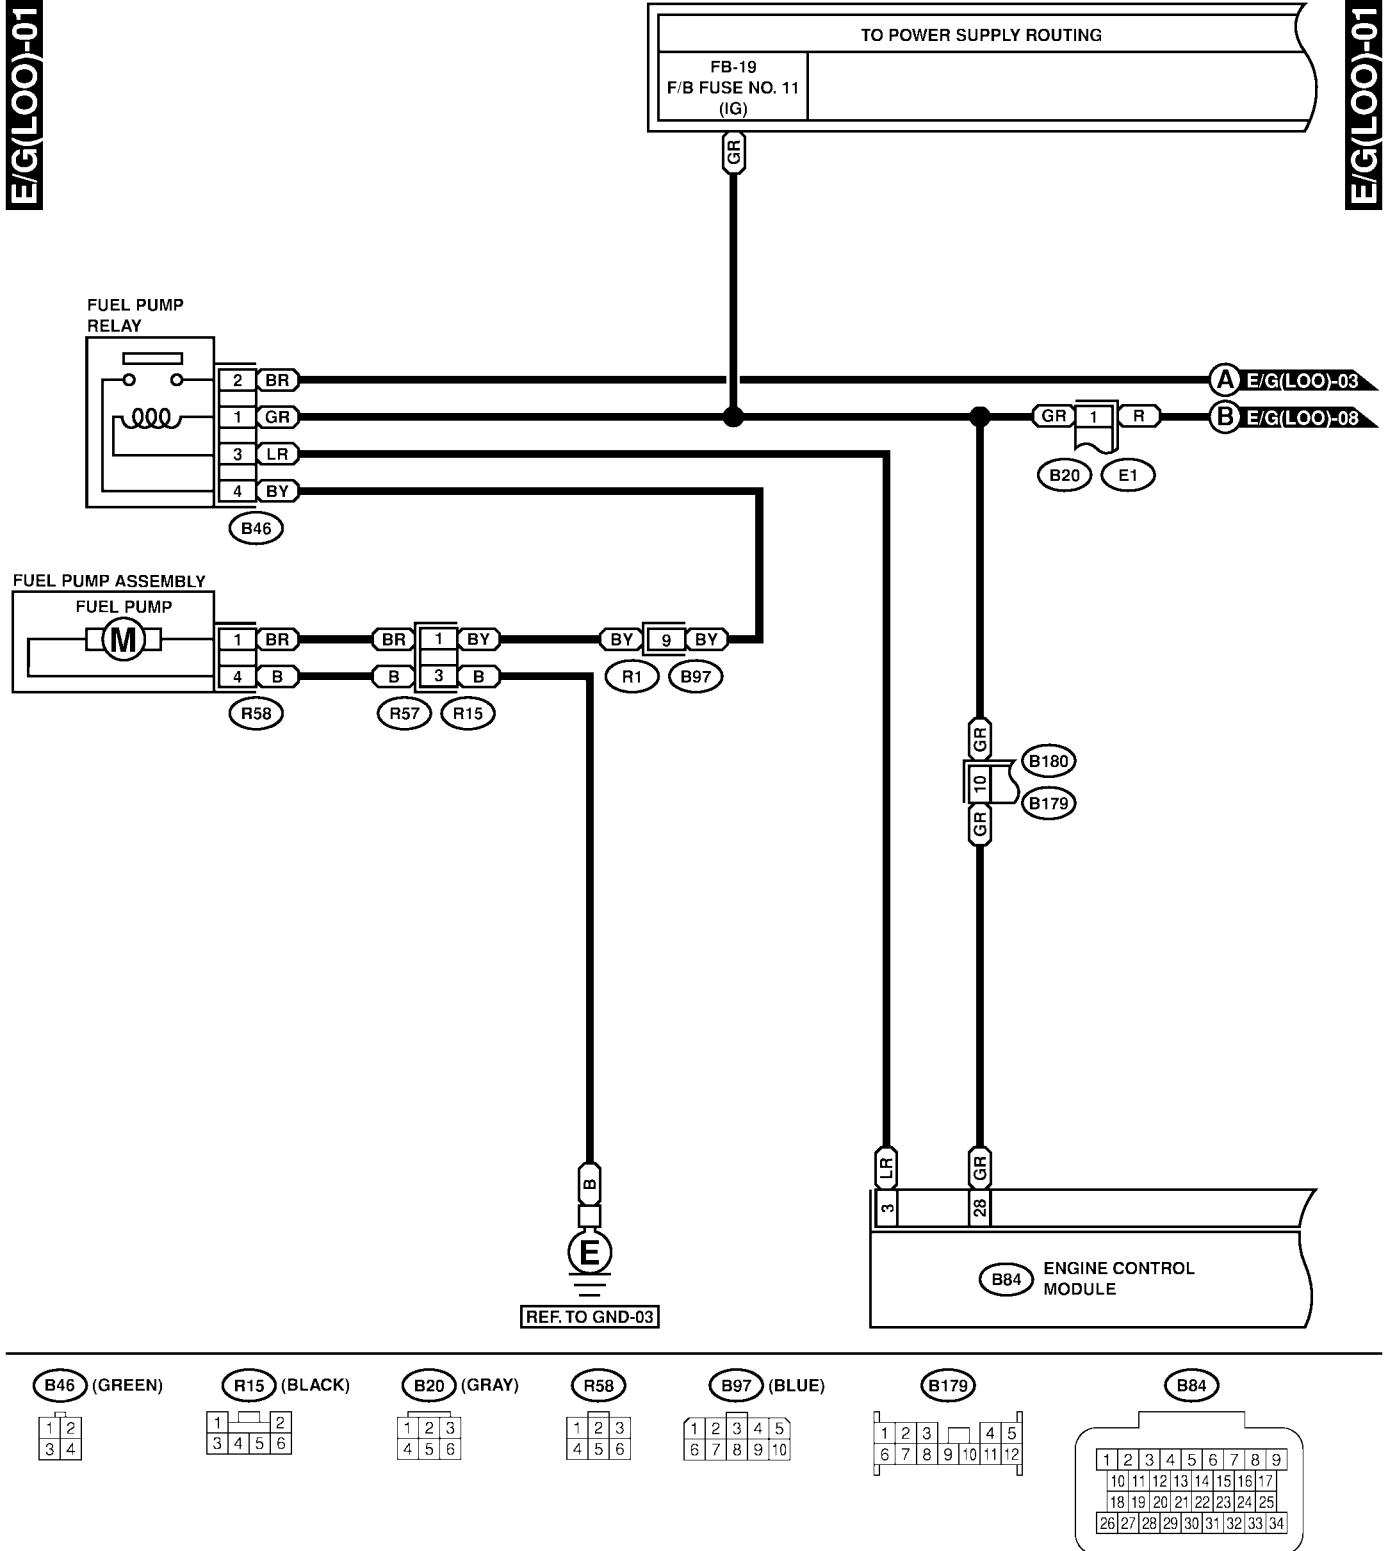 E/G(LOO)-01
E/G(LOO)-01
TO POWER SUPPLY ROUTING
FB-19
F/B FUSE NO. 11
(IG)
GR
FUEL PUMP
RELAY
2 BR
A E/G(LOO)-03
1 GR
GR 1 R
B E/G(LOO)-08
3 LR
B20 E1
4 BY
B46
FUEL PUMP ASSEMBLY
FUEL PUMP
M
1 BR
BR 1 BY
BY 9 BY
4 B
B 3 B
R1 B97
R58
R57 R15
GR
B180
10
B179
GR
B
LR
GR
3
28
E
B84
ENGINE CONTROL
MODULE
REF. TO GND-03
B46 (GREEN)
1 2
3 4
R15 (BLACK)
1 2
3 4 5 6
B20 (GRAY)
1 2 3
4 5 6
R58
1 2 3
4 5 6
B97 (BLUE)
1 2 3 4 5
6 7 8 9 10
B179
1 2 3 4 5
6 7 8 9 10 11 12
B84
1 2 3 4 5 6 7 8 9
10 11 12 13 14 15 16 17
18 19 20 21 22 23 24 25
26 27 28 29 30 31 32 33 34